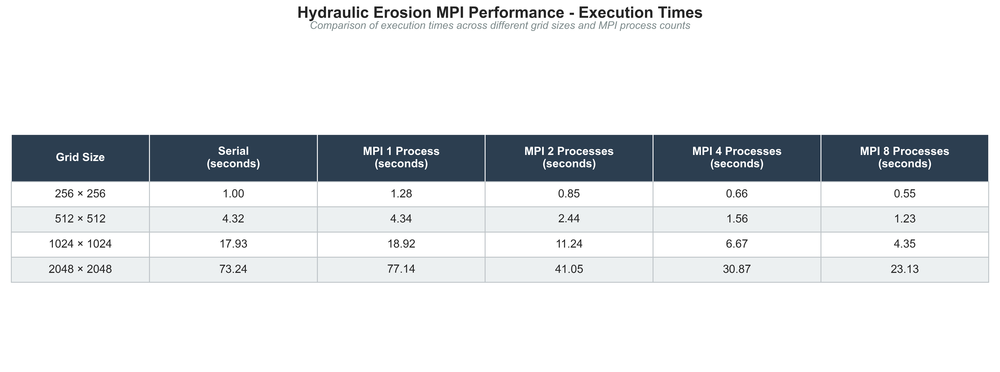 Hydraulic Erosion MPI Performance - Execution Times
Comparison of execution times across different grid sizes and MPI process counts
Grid Size
Serial
(seconds)
MPI 1 Process
(seconds)
MPI 2 Processes
(seconds)
MPI 4 Processes
(seconds)
MPI 8 Processes
(seconds)
256 × 256 1.00 1.28 0.85 0.66 0.55
512 × 512 4.32 4.34 2.44 1.56 1.23
1024 × 1024 17.93 18.92 11.24 6.67 4.35
2048 × 2048 73.24 77.14 41.05 30.87 23.13